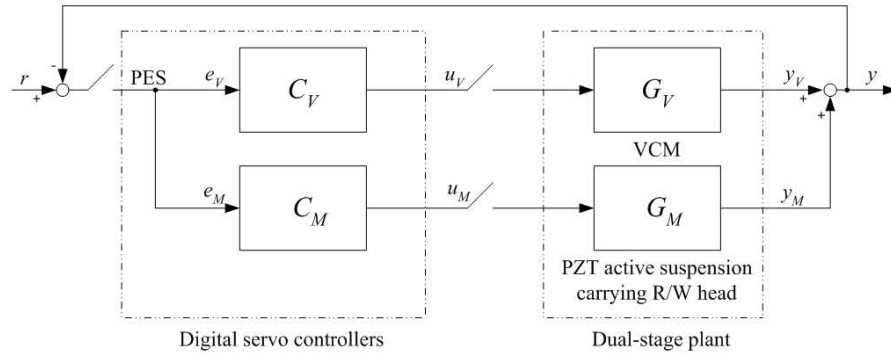 -
r
+
PES
e_V
C_V
u_V
G_V
y_V
+
+
y
VCM
e_M
C_M
u_M
G_M
y_M
PZT active suspension
carrying R/W head
Digital servo controllers
Dual-stage plant